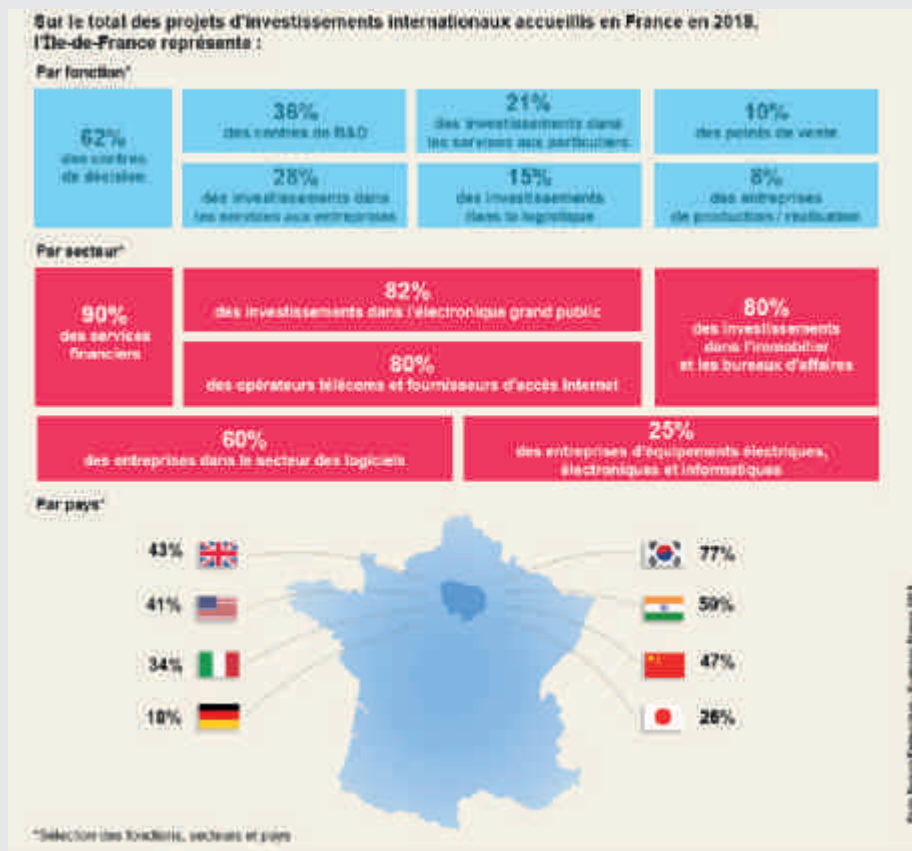 Sur le total des projets d'investissements internationaux accueillis en France en 2018,
l'Île-de-France représente :
Par fonction*
62%
des centres
de décision
36%
des centres de R&D
21%
des investissements dans
les services aux particuliers
10%
des points de vente
28%
des investissements dans
les services aux entreprises
15%
des investissements
dans la logistique
8%
des entreprises
de production / réalisation
Par secteur*
90%
des services
financiers
82%
des investissements dans l'électronique grand public
80%
des opérateurs télécoms et fournisseurs d'accès Internet
80%
des investissements
dans l'immobilier
et les bureaux d'affaires
60%
des entreprises dans le secteur des logiciels
25%
des entreprises d'équipements électriques,
électroniques et informatiques
Par pays*
43%
41%
34%
18%
77%
59%
47%
26%
*Sélection des fonctions, secteurs et pays